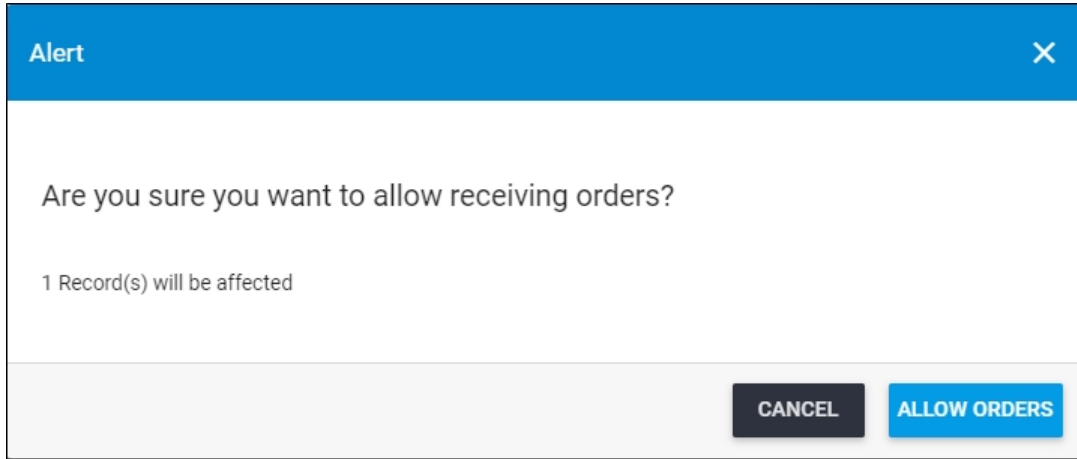 Alert
Are you sure you want to allow receiving orders?
1 Record(s) will be affected
CANCEL
ALLOW ORDERS